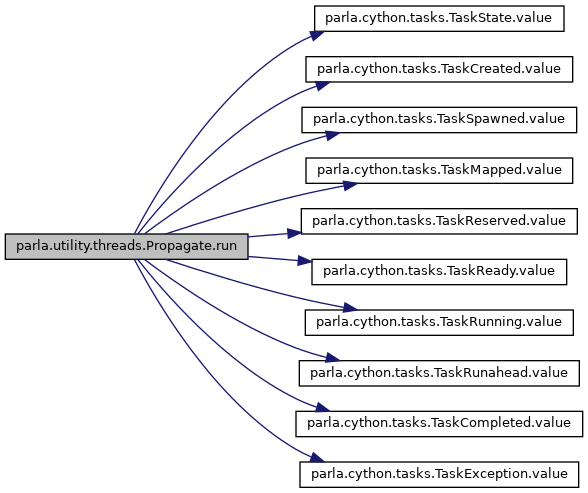 parla.cython.tasks.TaskState.value
parla.cython.tasks.TaskCreated.value
parla.cython.tasks.TaskSpawned.value
parla.cython.tasks.TaskMapped.value
parla.cython.tasks.TaskReserved.value
parla.utility.threads.Propagate.run
parla.cython.tasks.TaskReady.value
parla.cython.tasks.TaskRunning.value
parla.cython.tasks.TaskRunahead.value
parla.cython.tasks.TaskCompleted.value
parla.cython.tasks.TaskException.value